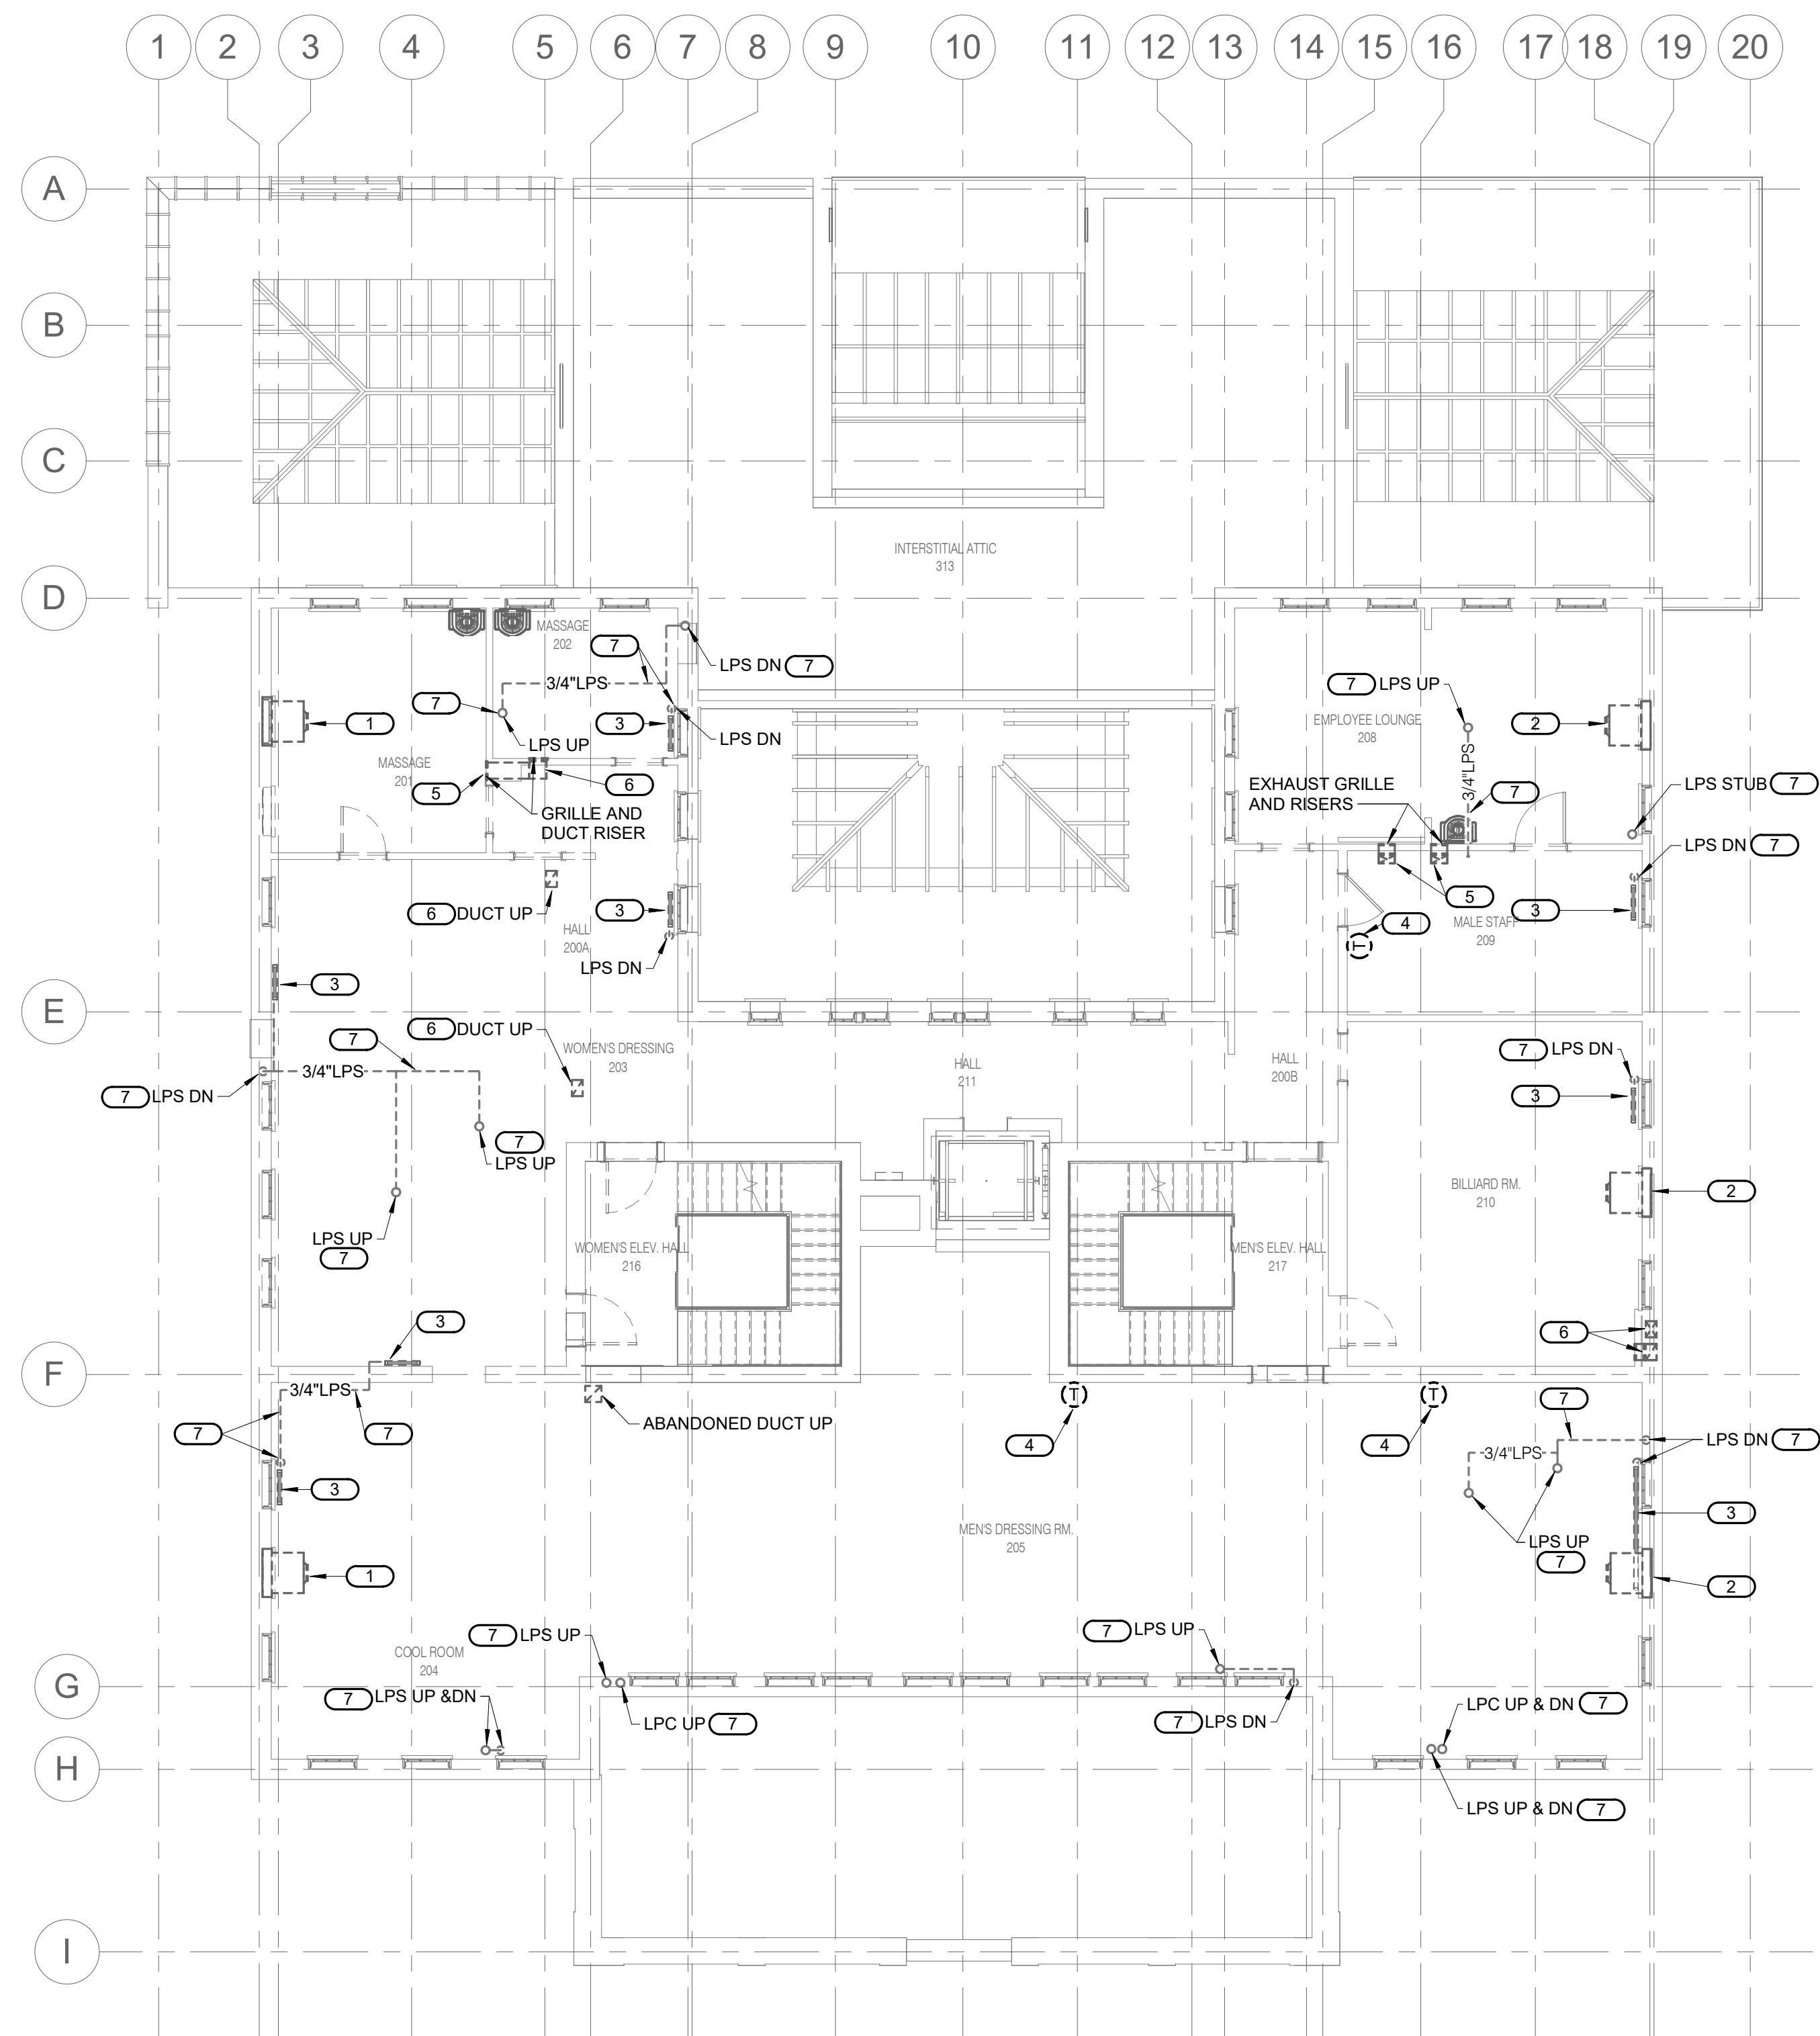 1 2 3 4 5 6 7 8 9 10 11 12 13 14 15 16 17 18 19 20
A
B
C
INTERSTITIAL ATTIC
313
D
MASSAGE
202
7
LPS DN 7
3/4"LPS
7
LPS UP
3
LPS DN
1
MASSAGE
201
5
6
GRILLE AND
DUCT RISER
7 LPS UP
EMPLOYEE LOUNGE
208
2
3/4"LPS
EXHAUST GRILLE
AND RISERS
7
LPS STUB 7
LPS DN 7
5
3
MALE STAFF
209
4
T
6 DUCT UP
3
HALL
200A
LPS DN
3
E
6 DUCT UP
7
WOMEN'S DRESSING
203
3/4"LPS
7 LPS DN
7
LPS UP
LPS UP
7
HALL
211
HALL
200B
7 LPS DN
3
BILLIARD RM.
210
2
WOMEN'S ELEV. HALL
216
MEN'S ELEV. HALL
217
6
3
F
3/4"LPS
7
7
3
ABANDONED DUCT UP
T
4
T
4
7
3/4"LPS
LPS DN 7
3
LPS UP
7
2
MEN'S DRESSING RM.
205
1
COOL ROOM
204
7 LPS UP
7 LPS UP
G
7 LPS UP &DN
LPC UP 7
7 LPS DN
LPC UP & DN 7
H
LPS UP & DN 7
I